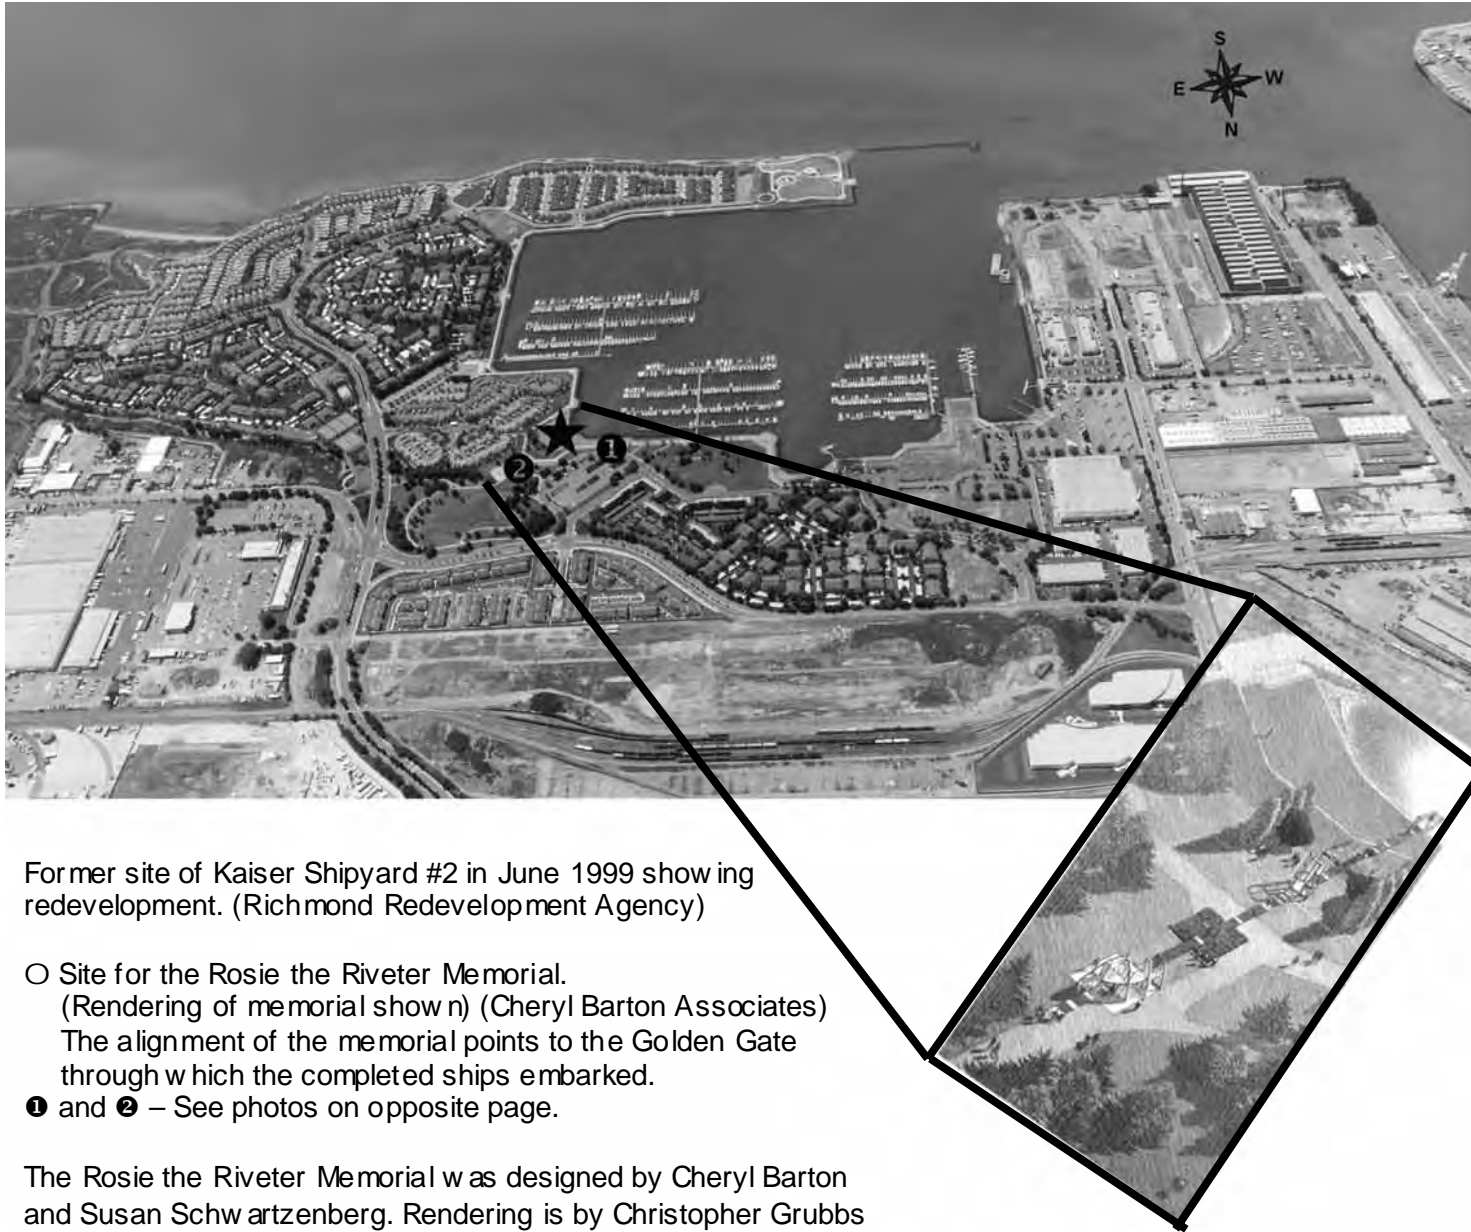 S
E W
N
❷ ❶
Former site of Kaiser Shipyard #2 in June 1999 showing
redevelopment. (Richmond Redevelopment Agency)
O Site for the Rosie the Riveter Memorial.
(Rendering of memorial shown) (Cheryl Barton Associates)
The alignment of the memorial points to the Golden Gate
through which the completed ships embarked.
❶ and ❷ – See photos on opposite page.
The Rosie the Riveter Memorial was designed by Cheryl Barton
and Susan Schwartzenberg. Rendering is by Christopher Grubbs